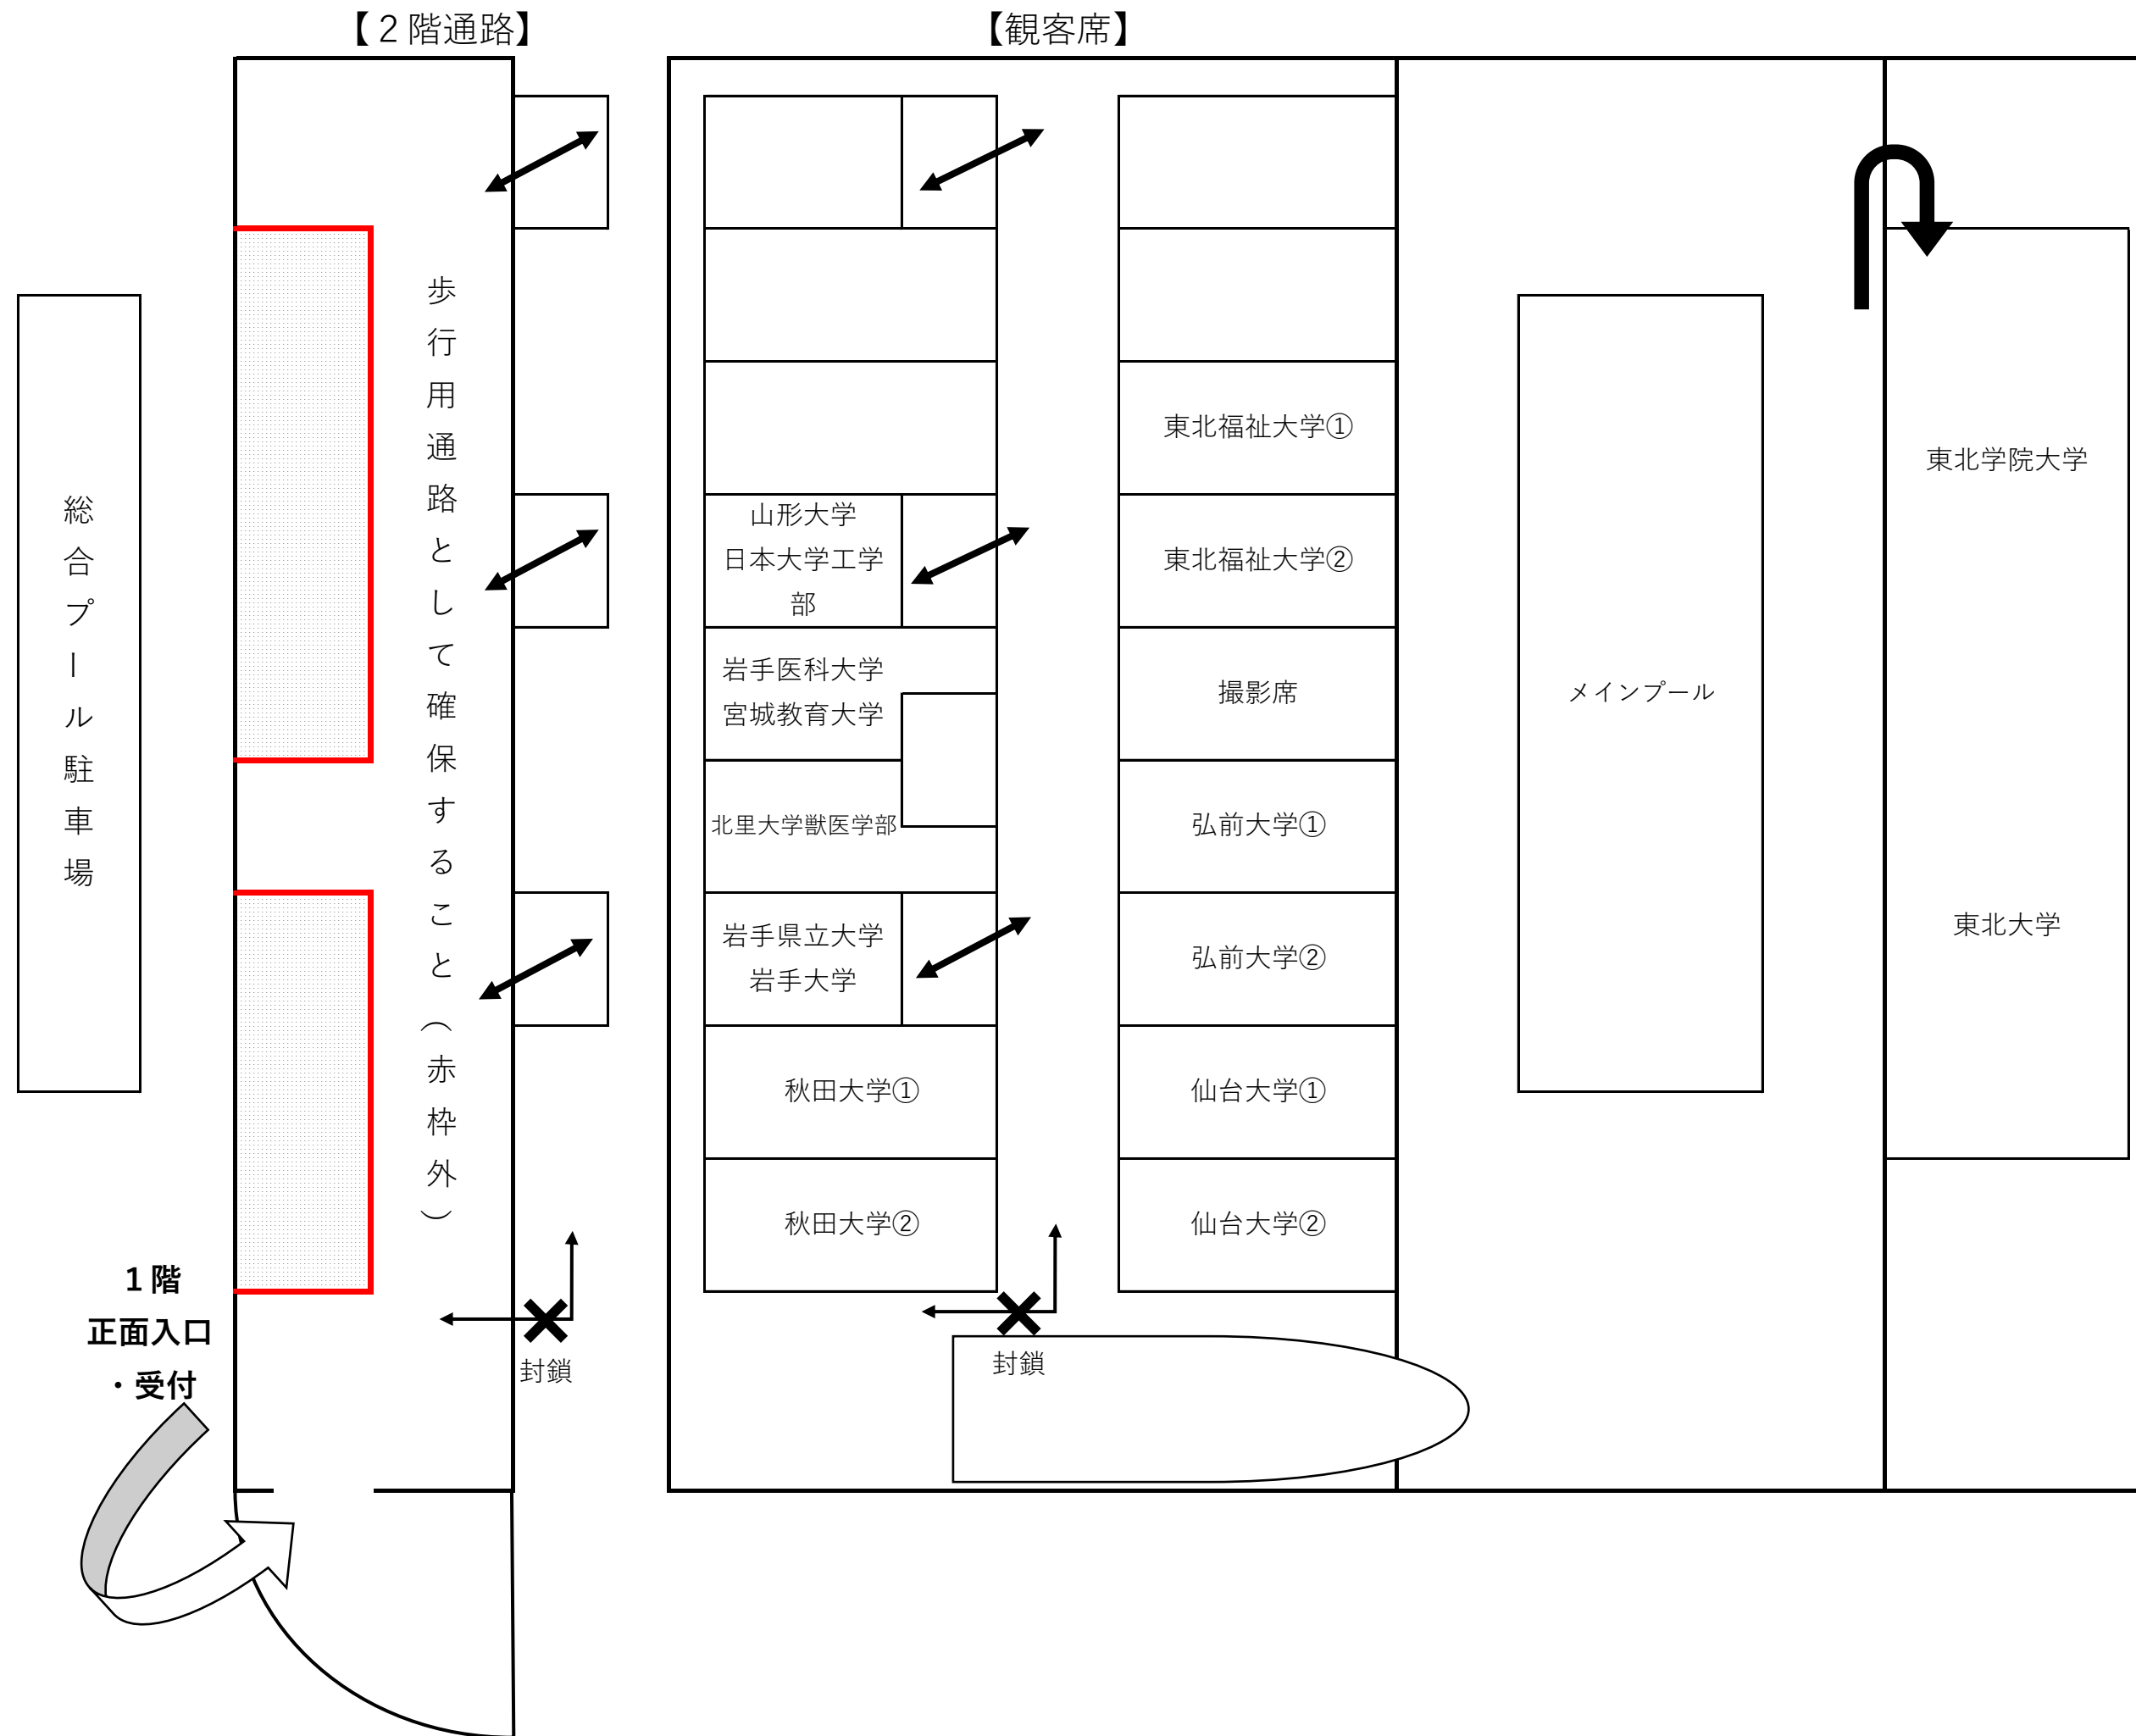 【２階通路】
【観客席】
総合プール駐車場
歩行用通路として確保すること（赤枠外）
山形大学
日本大学工学
部
岩手医科大学
宮城教育大学
北里大学獣医学部
岩手県立大学
岩手大学
秋田大学①
秋田大学②
東北福祉大学①
東北福祉大学②
撮影席
弘前大学①
弘前大学②
仙台大学①
仙台大学②
メインプール
東北学院大学
東北大学
１階
正面入口
・受付
封鎖
封鎖